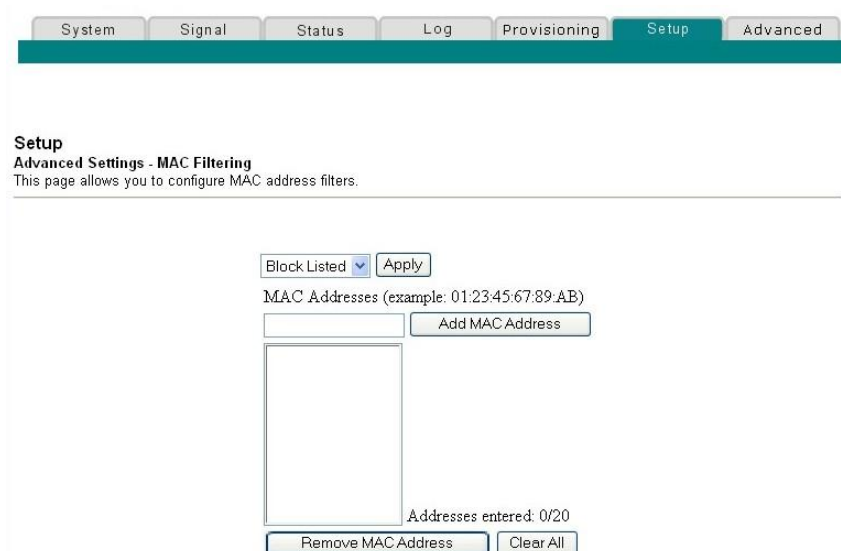 System Signal Status Log Provisioning Setup Advanced
Setup
Advanced Settings - MAC Filtering
This page allows you to configure MAC address filters.
Block Listed Apply
MAC Addresses (example: 01:23:45:67:89:AB)
Add MAC Address
Addresses entered: 0/20
Remove MAC Address Clear All